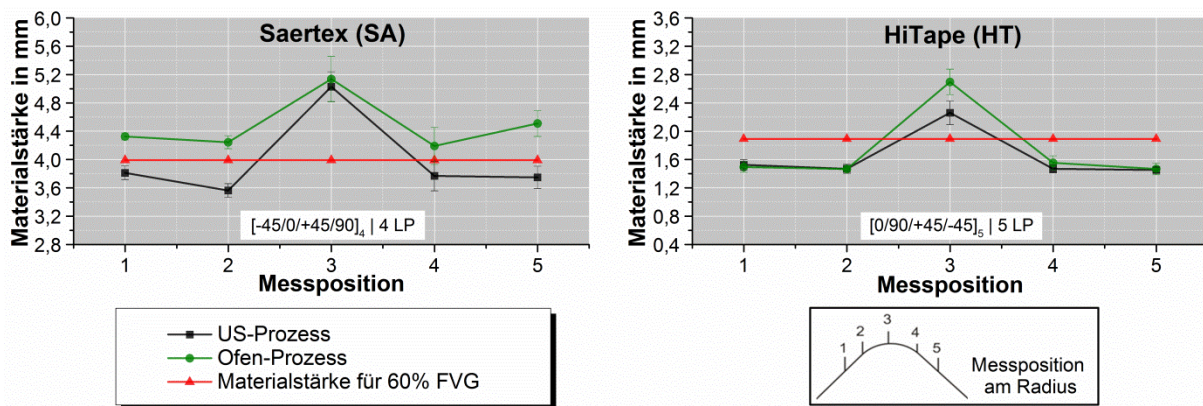 Saertex (SA)
Materialstärke in mm
6,0
5,6
5,2
4,8
4,4
4,0
3,6
3,2
2,8
[-45/0/+45/90]4 | 4 LP
1 2 3 4 5
Messposition
HiTape (HT)
Materialstärke in mm
3,6
3,2
2,8
2,4
2,0
1,6
1,2
0,8
0,4
[0/90/+45/-45]5 | 5 LP
1 2 3 4 5
Messposition
US-Prozess
Ofen-Prozess
Materialstärke für 60% FVG
1 2 3 4 5
Messposition
am Radius